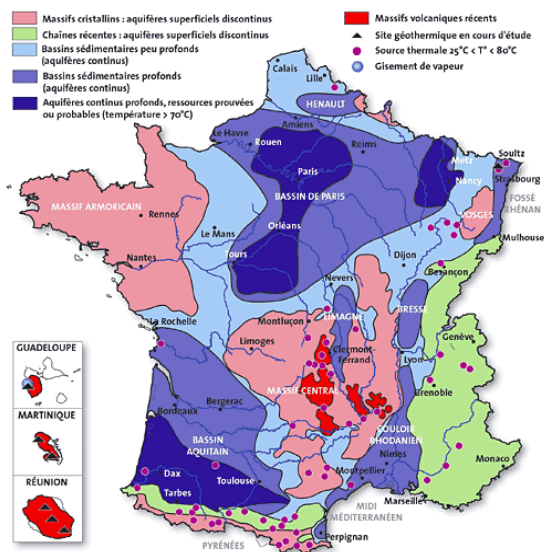 Massifs cristallins : aquifères superficiels discontinus
Chaînes récentes : aquifères superficiels discontinus
Bassins sédimentaires peu profonds
(aquifères continus)
Bassins sédimentaires profonds
(aquifères continus)
Aquifères continus profonds, ressources prouvées
ou probables (température > 70°C)
Massifs volcaniques récents
Site géothermique en cours d'étude
Source thermale 25°C < T° < 80°C
Gisement de vapeur
Calais
Lille
HENAULT
Amiens
Le Havre
Rouen
Reims
Paris
Metz
Nancy
Soultz
Strasbourg
FOSSÉ
RHÉNAN
VOSGES
Mulhouse
BASSIN DE PARIS
MASSIF ARMORICAIN
Rennes
Le Mans
Orléans
Tours
Nantes
Dijon
Besançon
Nevers
BRESSE
LIMAGNE
Montluçon
La Rochelle
Limoges
Clermont-
Ferrand
Lyon
Genève
MASSIF CENTRAL
Grenoble
Bordeaux
Bergerac
COULOIR
RHODANIEN
BASSIN
AQUITAIN
Nîmes
Montpellier
Monaco
Dax
Tarbes
Toulouse
Marseille
MIDI
MÉDITERRANÉEN
PYRÉNÉES
Perpignan
GUADELOUPE
MARTINIQUE
RÉUNION